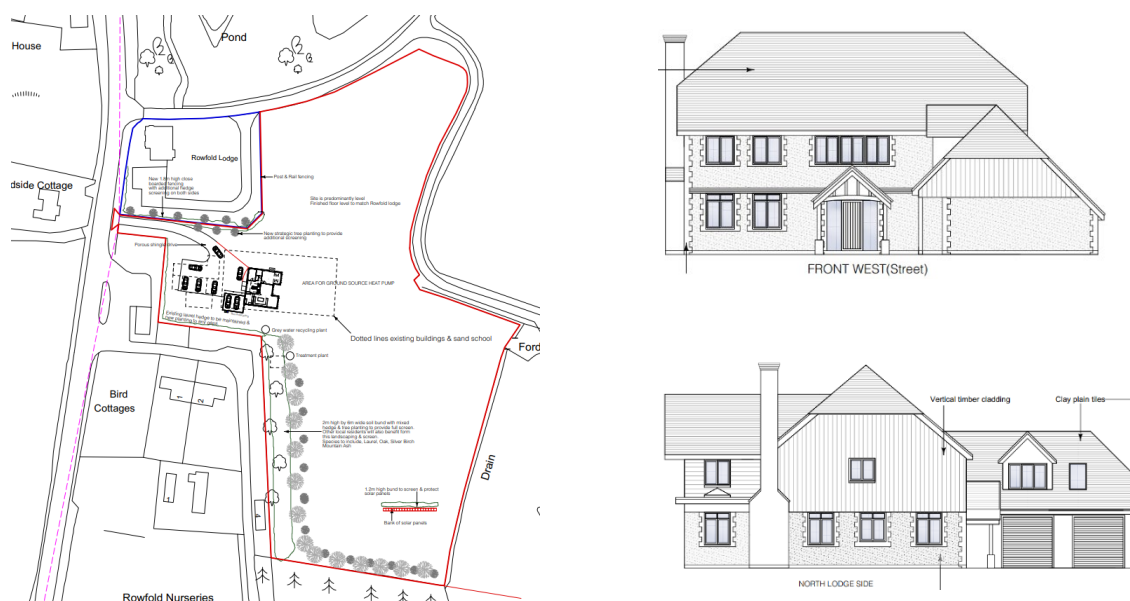 House
Pond
Rowfold Lodge
New 1.8m high close
boarded fencing
with additional hedge
screening on both sides
Post & Rail fencing
dside Cottage
Site is predominantly level
Finished floor level to match Rowfold lodge
New strategic tree planting to provide
additional screening
Porous shingle drive
AREA FOR GROUND SOURCE HEAT PUMP
Existing laurel hedge to be maintained &
new planting to
Grey water recycling plant
Dotted lines existing buildings & sand school
Treatment plant
Ford
Bird
Cottages
1
2
2m high by 6m wide soil bund with mixed
hedge & tree planting to provide full screen
Other local residents will also benefit form
this landscaping & screen
Species to include, Laurel, Oak, Silver Birch
Mountain Ash
Drain
1.2m high bund to screen & protect
solar panels
Bank of solar panels
Rowfold Nurseries
FRONT WEST(Street)
Vertical timber cladding
Clay plain tiles
NORTH LODGE SIDE